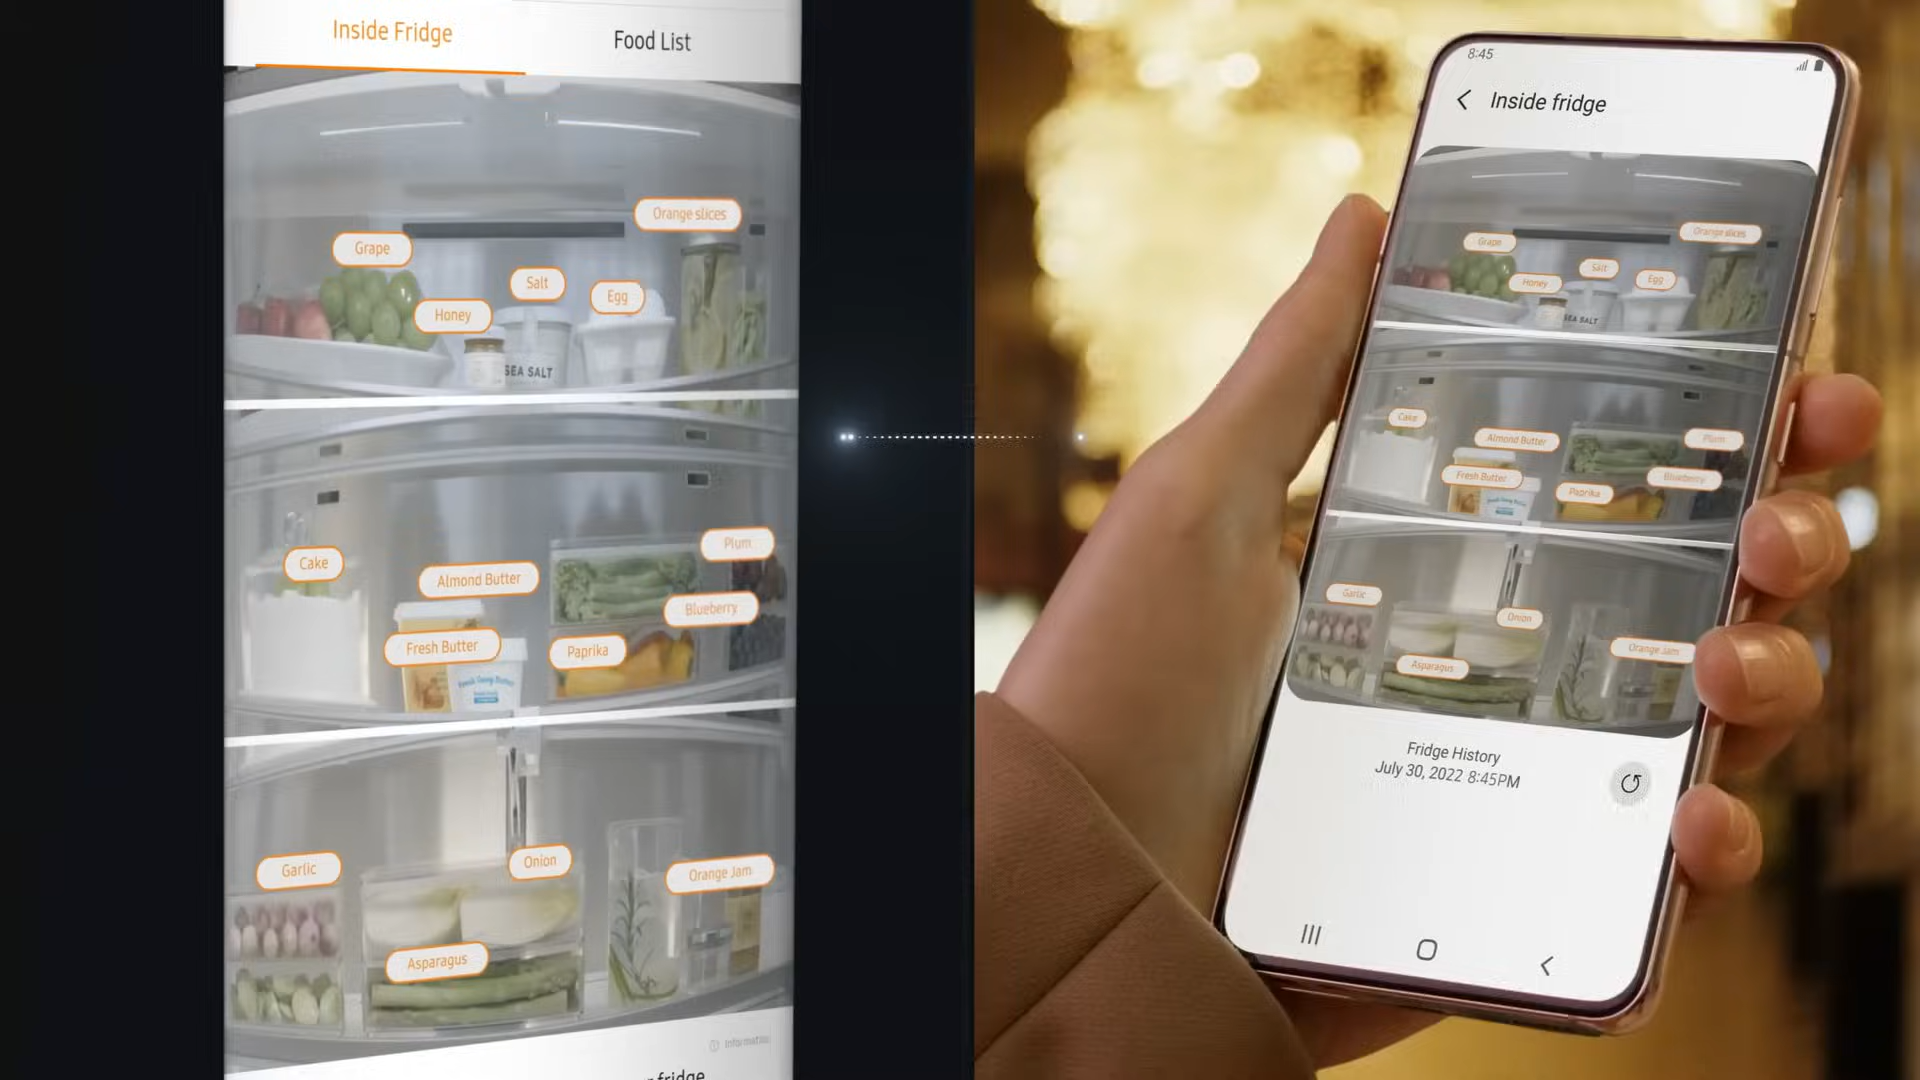 Inside Fridge
Food List
Orange slices
Grape
Salt
Egg
Honey
SEA SALT
Plum
Cake
Almond Butter
Blueberry
Fresh Butter
Paprika
Garlic
Onion
Orange Jam
Asparagus
Information
fridge
8:45
Inside fridge
Orange slices
Grape
Salt
Egg
Honey
SEA SALT
Cake
Almond Butter
Plum
Fresh Butter
Blueberry
Paprika
Garlic
Onion
Orange Jam
Asparagus
Fridge History
July 30, 2022 8:45PM